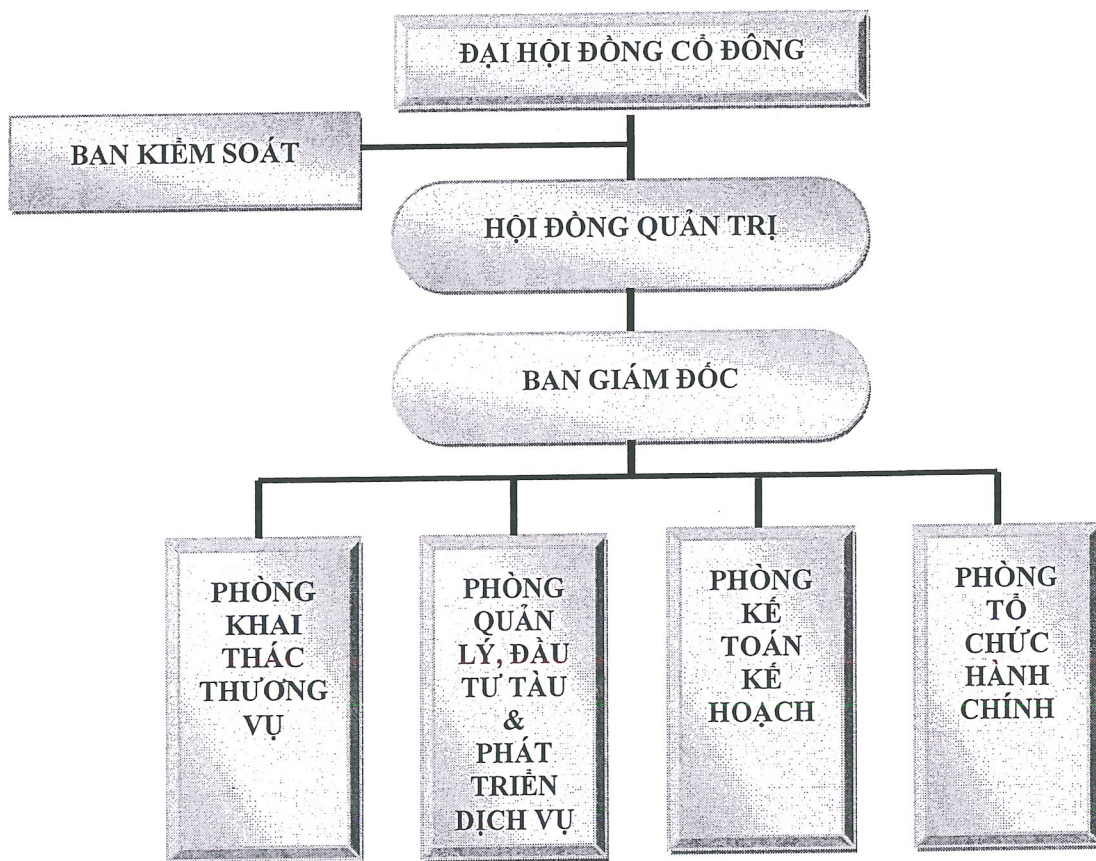 ĐẠI HỘI ĐỒNG CỔ ĐÔNG
BAN KIỂM SOÁT
HỘI ĐỒNG QUẢN TRỊ
BAN GIÁM ĐỐC
PHÒNG
KHAI
THÁC
THƯƠNG
VỤ
PHÒNG
QUẢN
LÝ, ĐẦU
TƯ TÀU
&
PHÁT
TRIỂN
DỊCH VỤ
PHÒNG
KẾ
TOÁN
KẾ
HOẠCH
PHÒNG
TỔ
CHỨC
HÀNH
CHÍNH